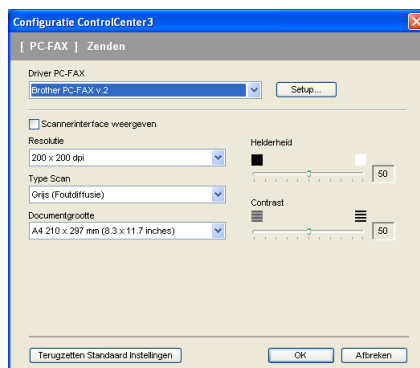 Configuratie ControlCenter3
[ PC-FAX ] Zenden
Driver PC-FAX
Brother PC-FAX v.2
Setup...
Scannerinterface weergeven
Resolutie
200 x 200 dpi
Helderheid
50
Type Scan
Grijs (Foutdiffusie)
Contrast
50
Documentgrootte
A4 210 x 297 mm (8.3 x 11.7 inches)
Terugzetten Standaard Instellingen
OK
Afbreken